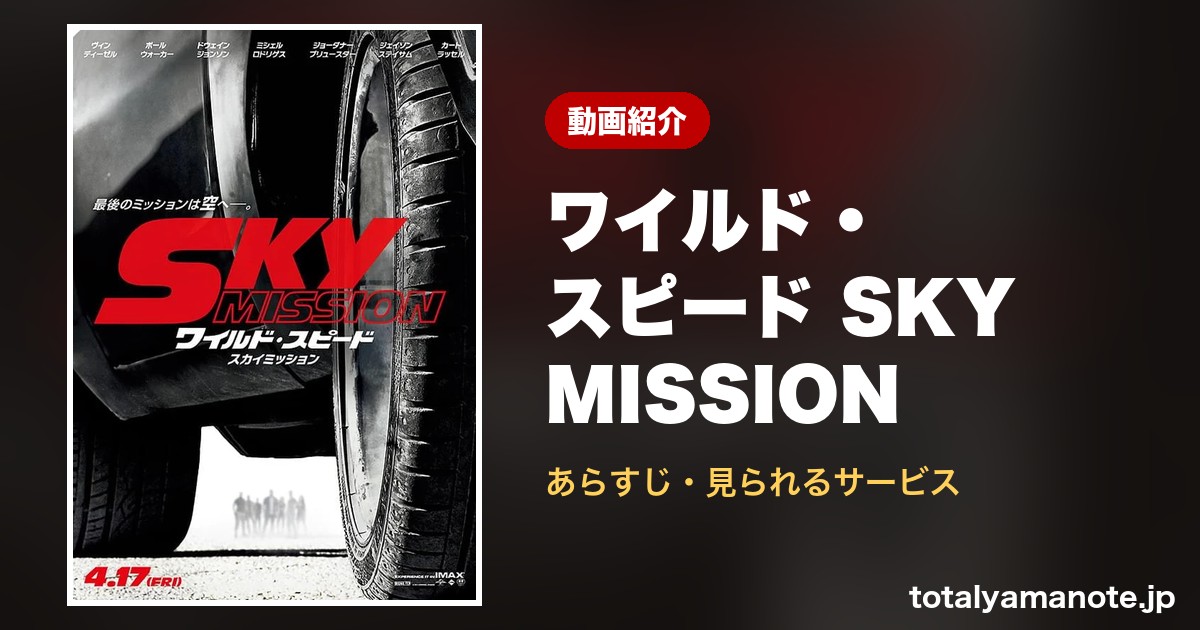 ヴィン ディーゼル
ポール ウォーカー
ドウェイン ジョンソン
ミシェル ロドリゲス
ジョーダナ ブリュースター
ジェイソン ステイサム
カート ラッセル
最後のミッションは空へ──。
SKY
MISSION
ワイルド・スピード
スカイミッション
4.17(FRI)
EXPERIENCE IT IN IMAX
動画紹介
ワイルド・
スピード SKY
MISSION
あらすじ・見られるサービス
totalyamanote.jp